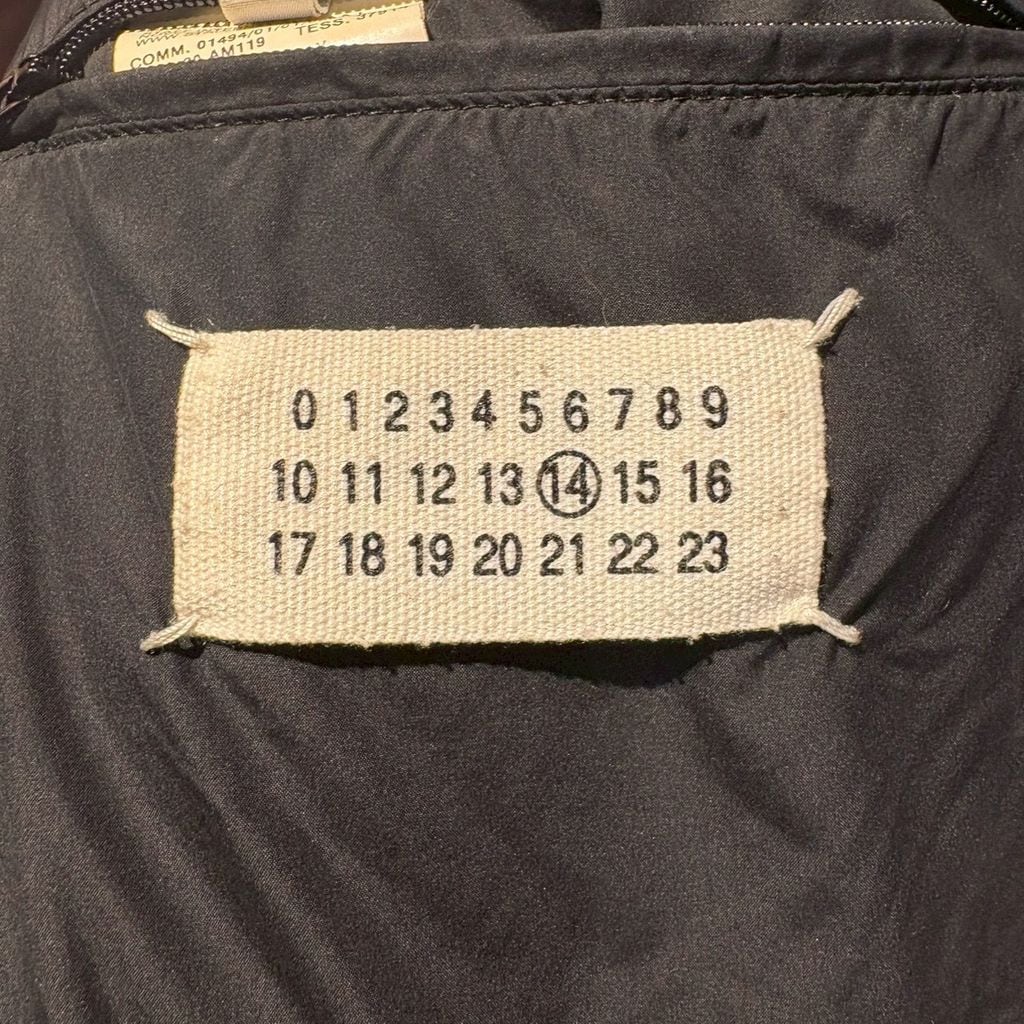 COMM. 01494/01/
TESS.
AM119
0 1 2 3 4 5 6 7 8 9
10 11 12 13 14 15 16
17 18 19 20 21 22 23